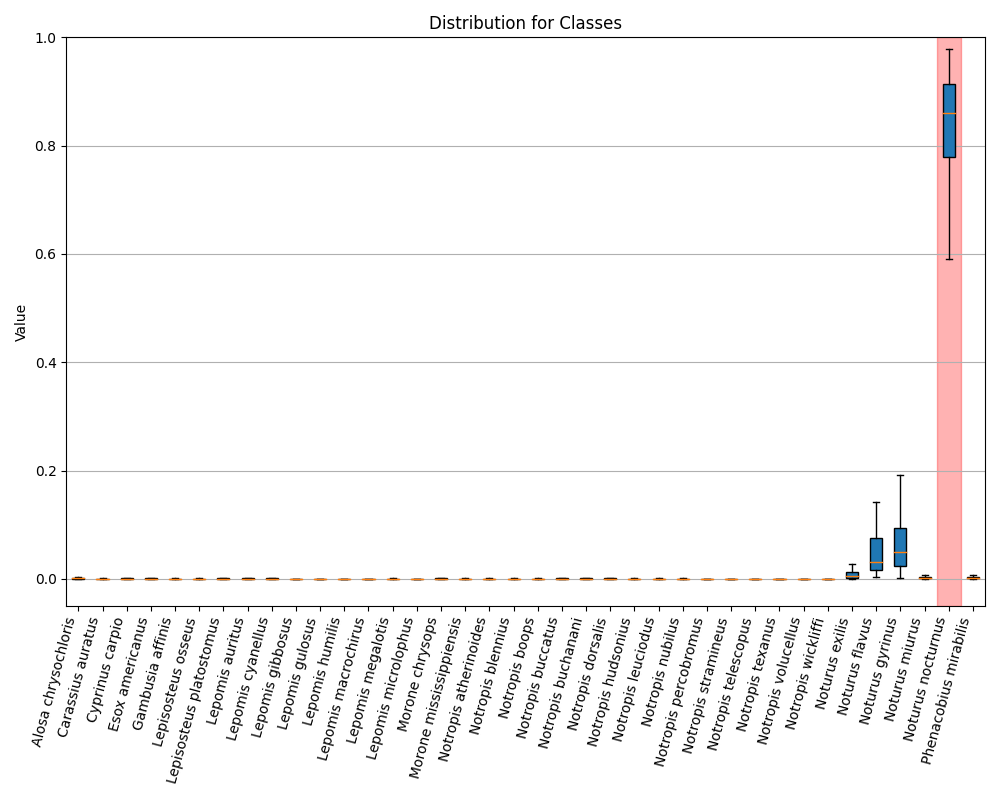 Distribution for Classes
Value
1.0
0.8
0.6
0.4
0.2
0.0
Alosa chrysochloris
Carassius auratus
Cyprinus carpio
Esox americanus
Gambusia affinis
Lepisosteus osseus
Lepisosteus platostomus
Lepomis auritus
Lepomis cyanellus
Lepomis gibbosus
Lepomis gulosus
Lepomis humilis
Lepomis macrochirus
Lepomis megalotis
Lepomis microlophus
Morone chrysops
Morone mississippiensis
Notropis atherinoides
Notropis blennius
Notropis boops
Notropis buccatus
Notropis buchanani
Notropis dorsalis
Notropis hudsonius
Notropis leuciodus
Notropis nubilus
Notropis percobromus
Notropis stramineus
Notropis telescopus
Notropis texanus
Notropis volucellus
Notropis wickliffi
Noturus exilis
Noturus flavus
Noturus gyrinus
Noturus miurus
Noturus nocturnus
Phenacobius mirabilis